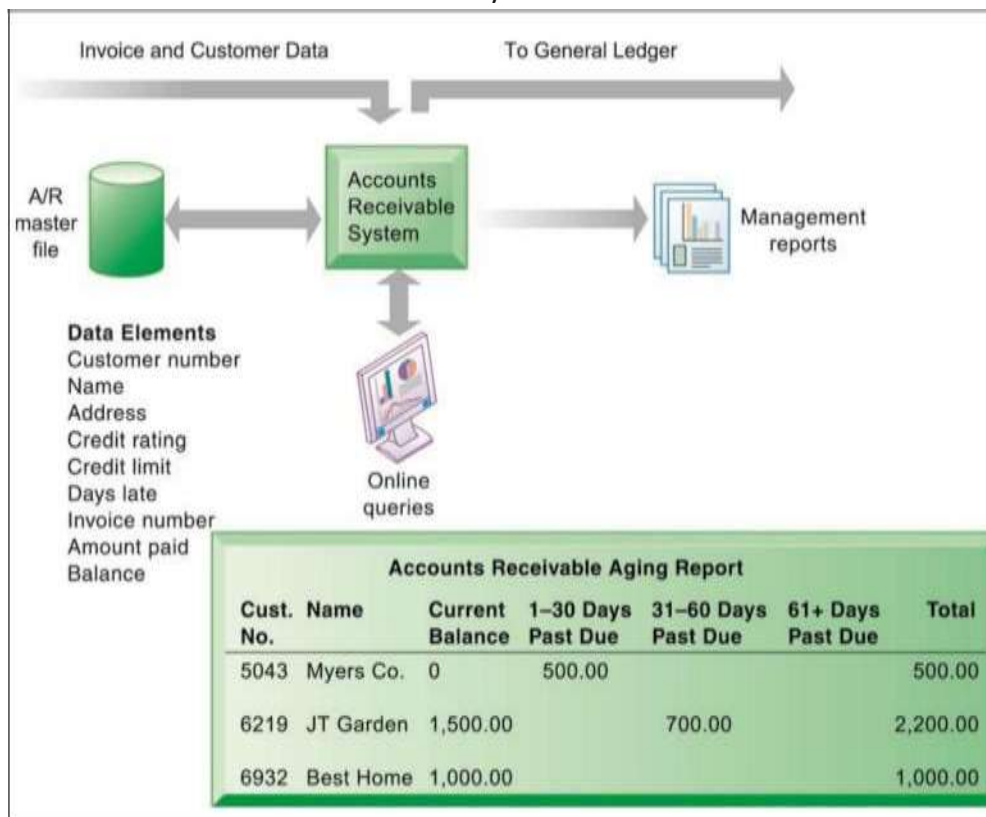 Invoice and Customer Data
To General Ledger
A/R
master
file
Accounts
Receivable
System
Management
reports
Data Elements
Customer number
Name
Address
Credit rating
Credit limit
Days late
Invoice number
Amount paid
Balance
Online
queries
Accounts Receivable Aging Report
Cust. Name Current 1–30 Days 31–60 Days 61+ Days Total
No. Balance Past Due Past Due Past Due
5043 Myers Co. 0 500.00 500.00
6219 JT Garden 1,500.00 700.00 2,200.00
6932 Best Home 1,000.00 1,000.00